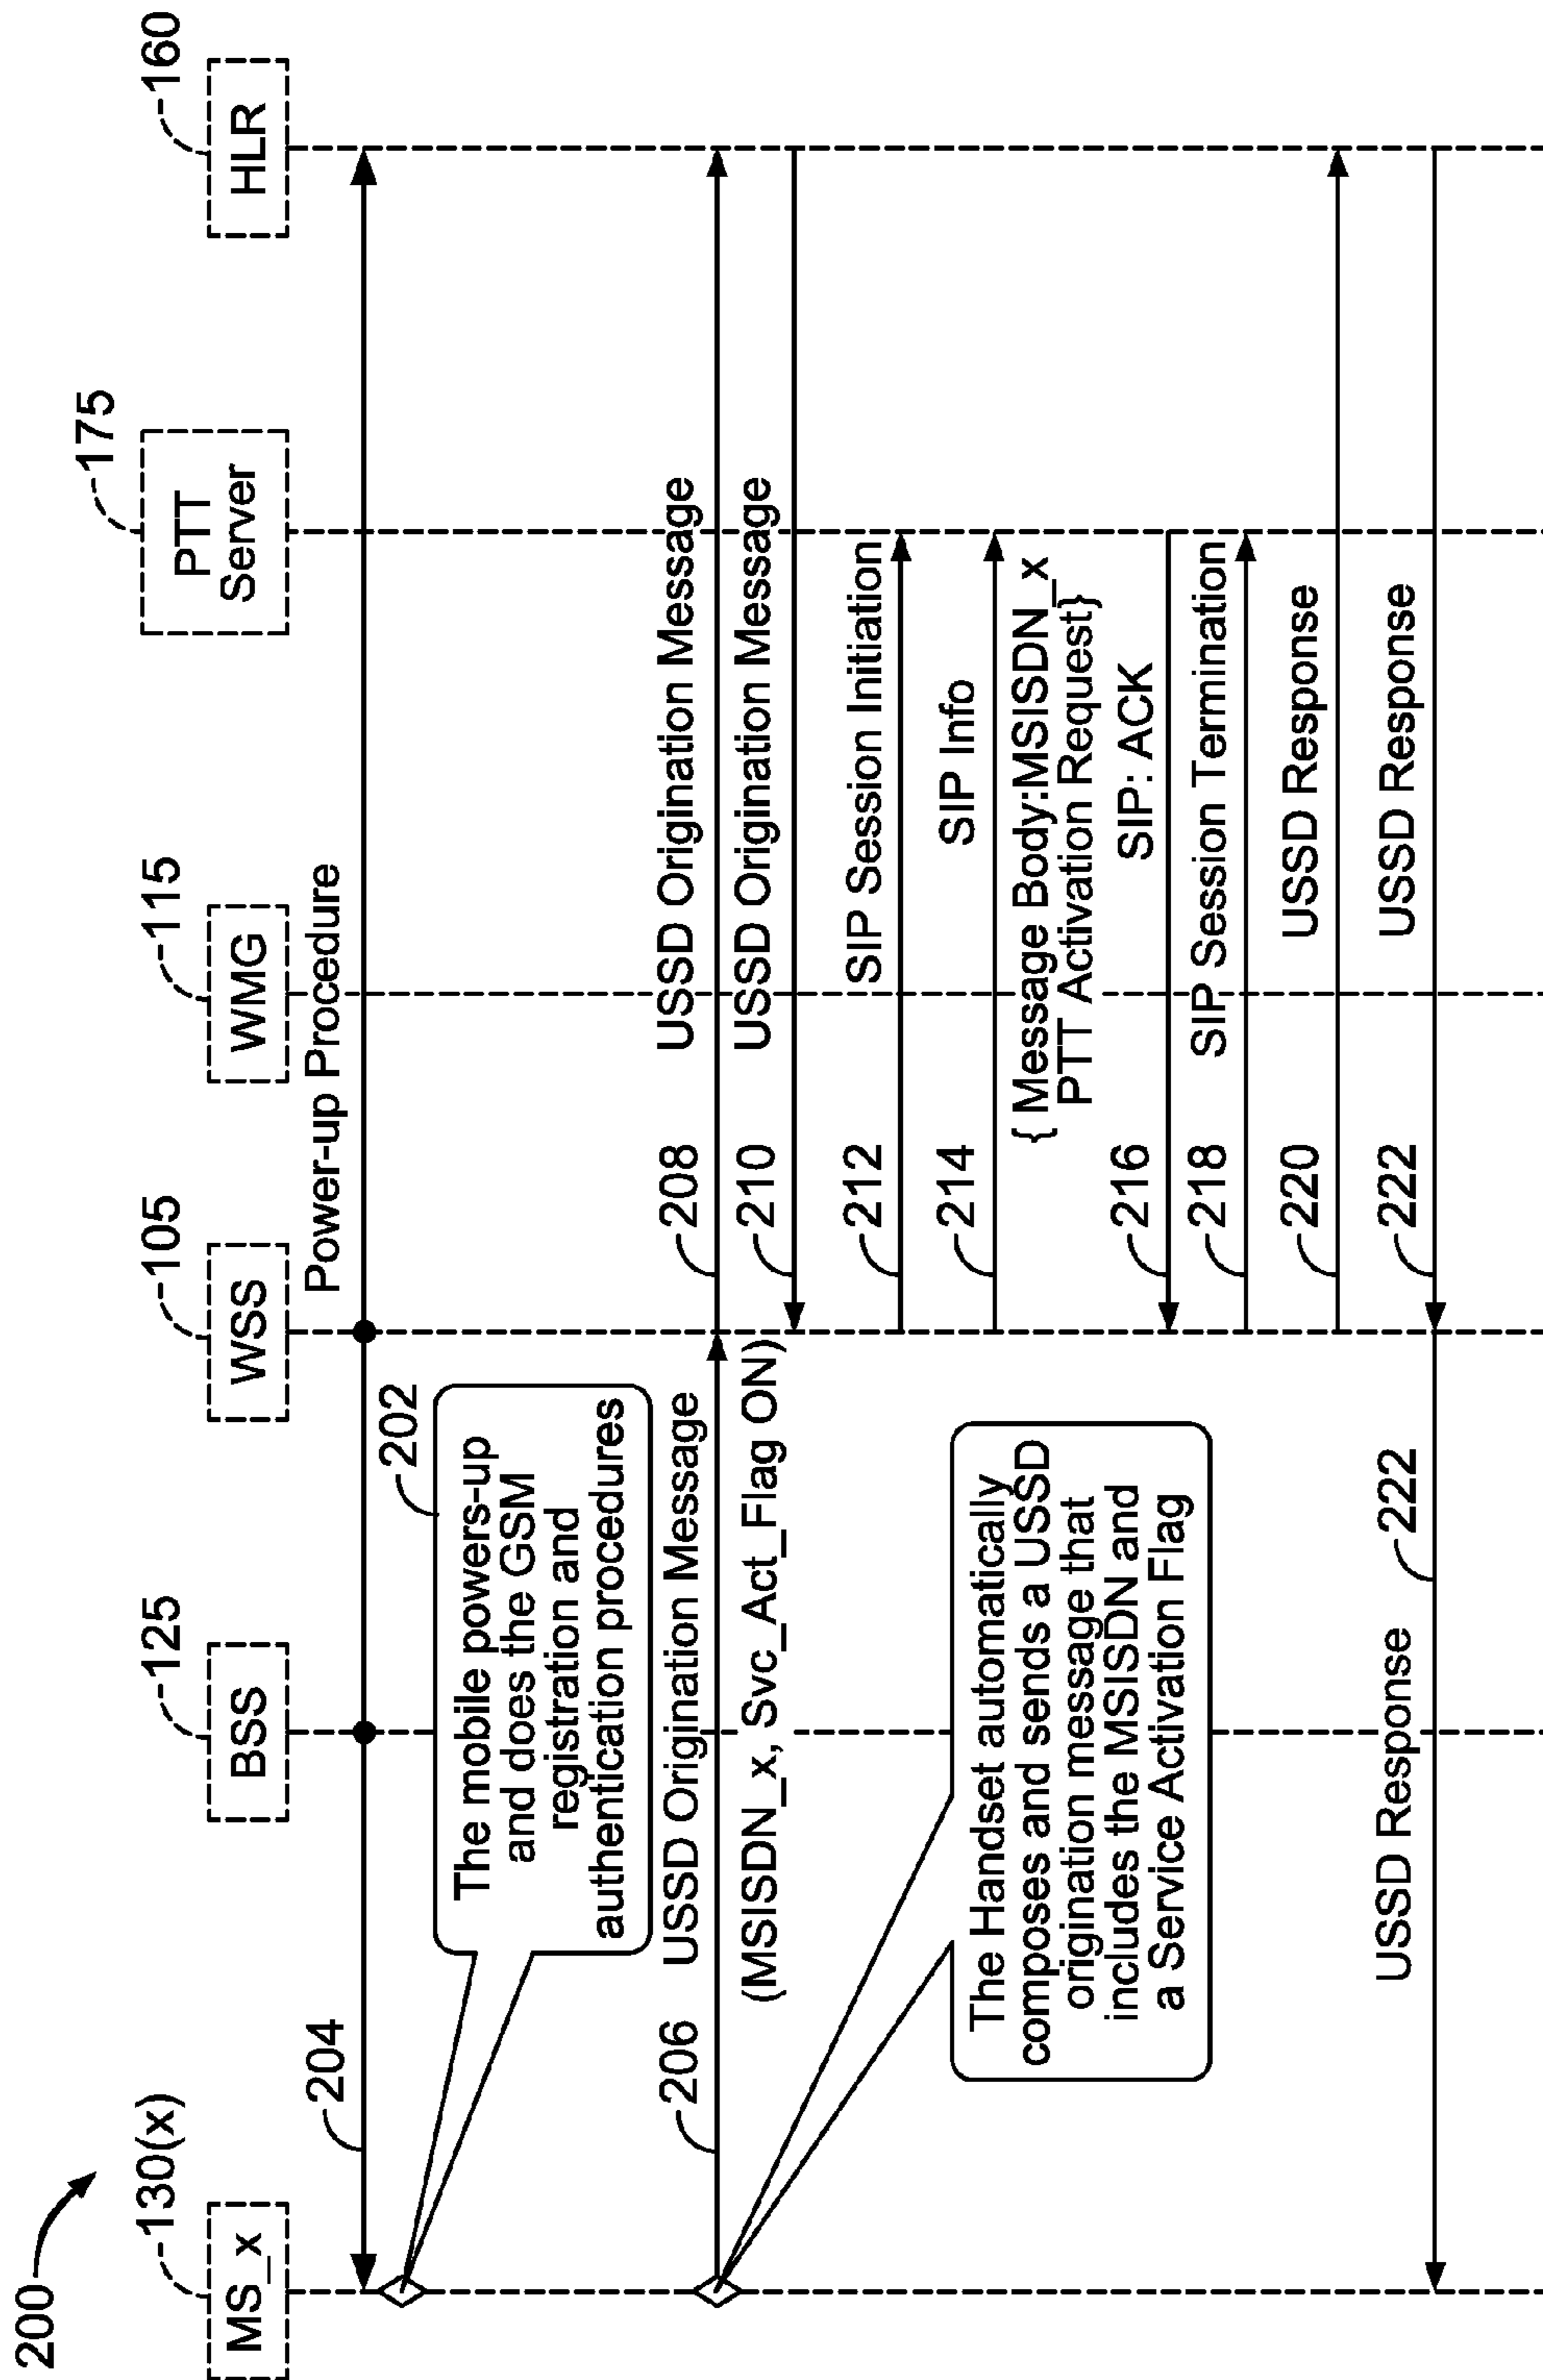 200
130(x)
125
105
115
175
160
MS_x
BSS
WSS
WMG
PTT
Server
HLR
204
Power-up Procedure
202
The mobile powers-up
and does the GSM
registration and
authentication procedures
206
USSD Origination Message
208
USSD Origination Message
(MSISDN_x, Svc_Act_Flag ON)
210
USSD Origination Message
212
SIP Session Initiation
The Handset automatically
composes and sends a USSD
origination message that
includes the MSISDN and
a Service Activation Flag
214
SIP Info
{ Message Body:MSISDN_x
PTT Activation Request}
216
SIP: ACK
218
SIP Session Termination
220
USSD Response
USSD Response
222
222
USSD Response